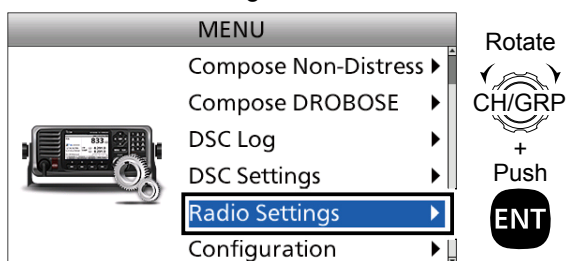 MENU
Compose Non-Distress
Compose DROBOSE
DSC Log
DSC Settings
Radio Settings
Configuration
Rotate
CH/GRP
+
Push
ENT